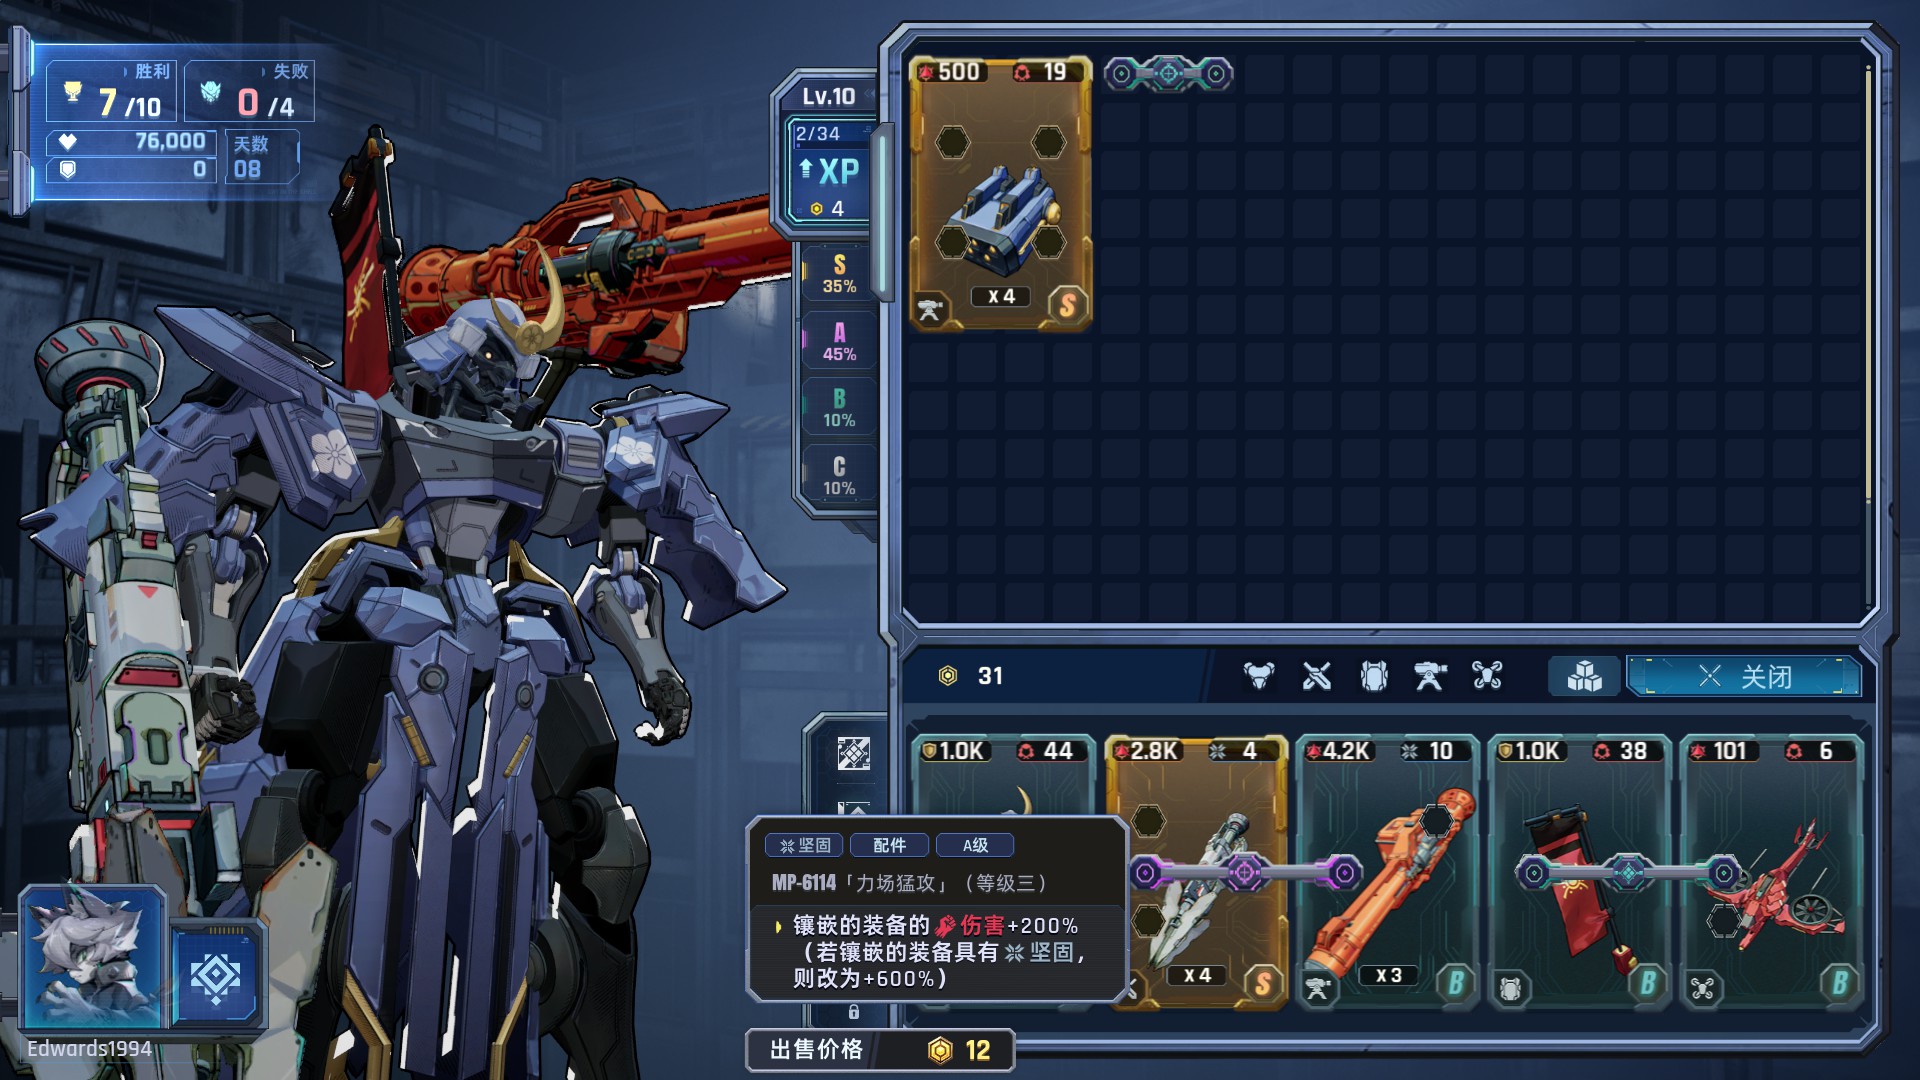 胜利
7/10
失败
0/4
76,000
0
天数
08
Lv.10
2/34
XP
4
S
35%
A
45%
B
10%
C
10%
500
19
x4
S
31
关闭
1.0K
44
2.8K
4
4.2K
10
1.0K
38
101
6
x4
S
x3
B
B
B
坚固
配件
A级
MP-6114「力场猛攻」（等级三）
镶嵌的装备的伤害+200%
（若镶嵌的装备具有坚固,
则改为+600%）
出售价格
12
Edwards1994